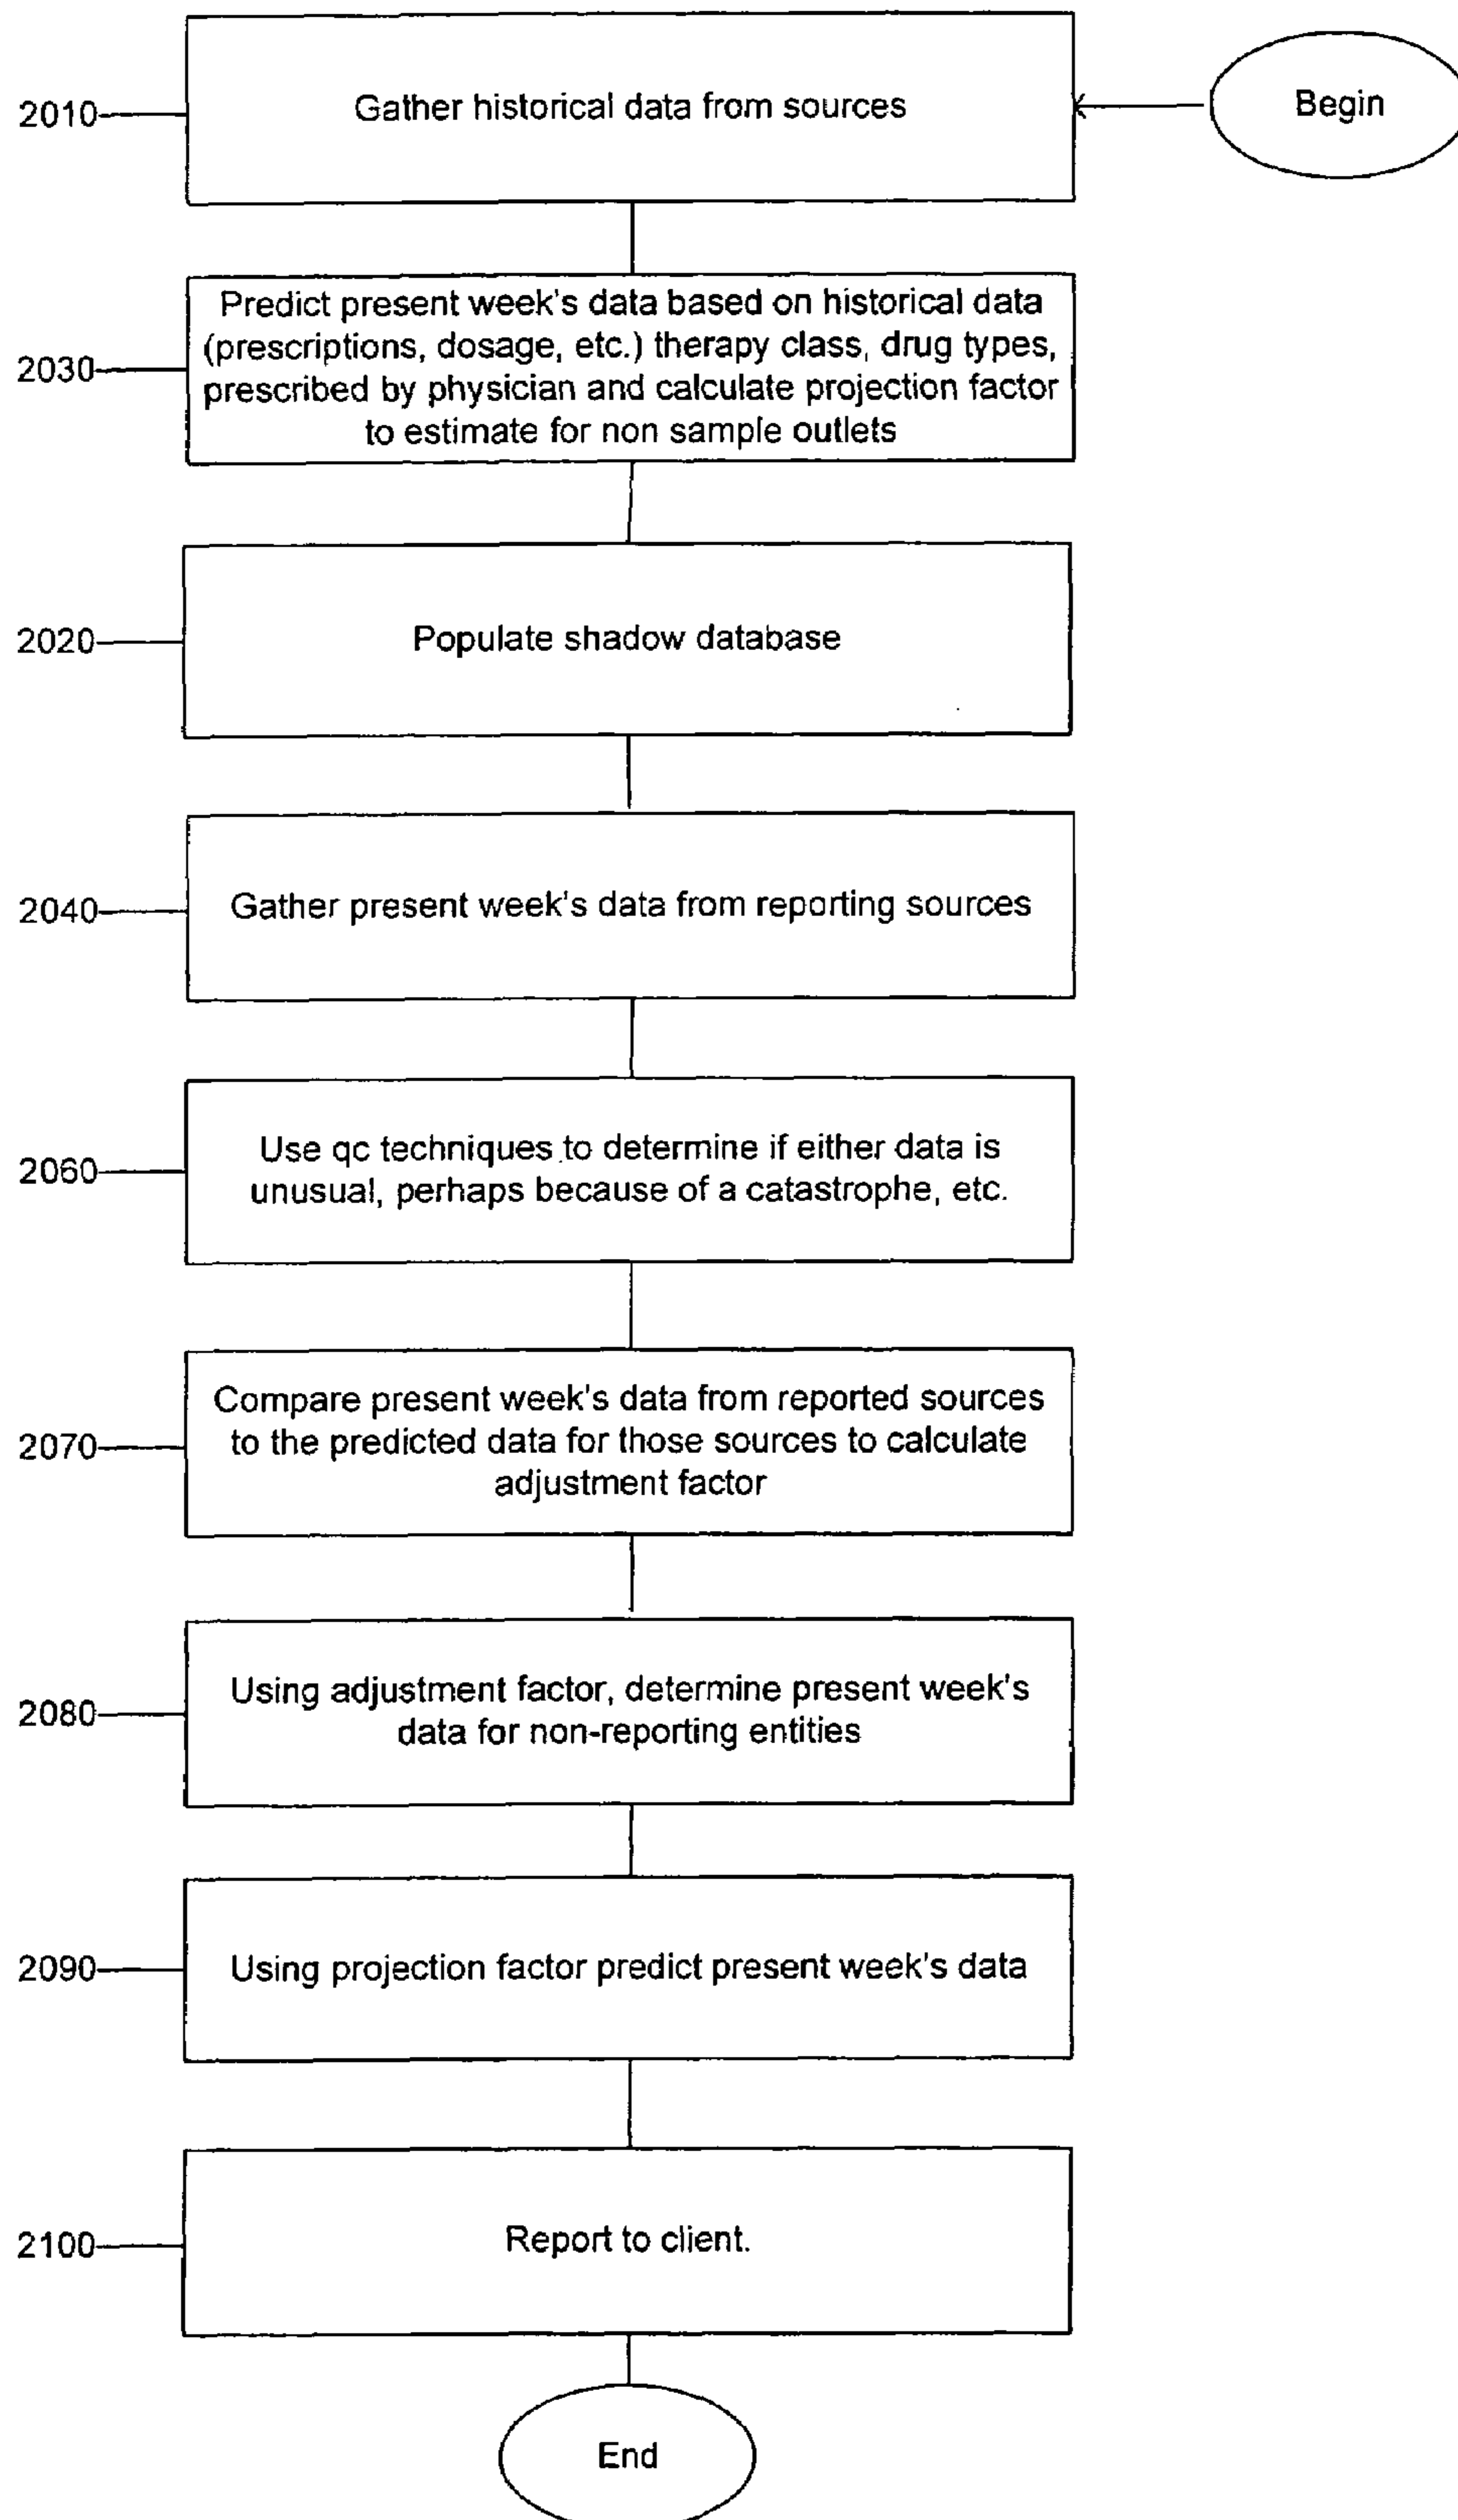 2010
Gather historical data from sources
Begin
2030
Predict present week's data based on historical data
(prescriptions, dosage, etc.) therapy class, drug types,
prescribed by physician and calculate projection factor
to estimate for non sample outlets
2020
Populate shadow database
2040
Gather present week's data from reporting sources
2060
Use qc techniques to determine if either data is
unusual, perhaps because of a catastrophe, etc.
2070
Compare present week's data from reported sources
to the predicted data for those sources to calculate
adjustment factor
2080
Using adjustment factor, determine present week's
data for non-reporting entities
2090
Using projection factor predict present week's data
2100
Report to client.
End